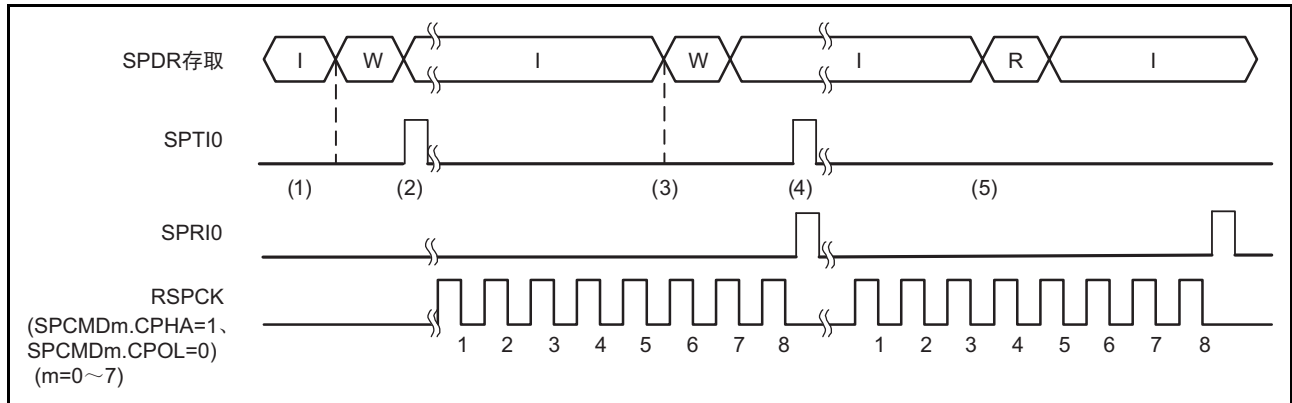 SPDR存取 I W I W I R I
SPTI0
(1) (2) (3) (4) (5)
SPRI0
RSPCK
(SPCMDm.CPHA=1、
SPCMDm.CPOL=0)
(m=0～7)
1 2 3 4 5 6 7 8 1 2 3 4 5 6 7 8